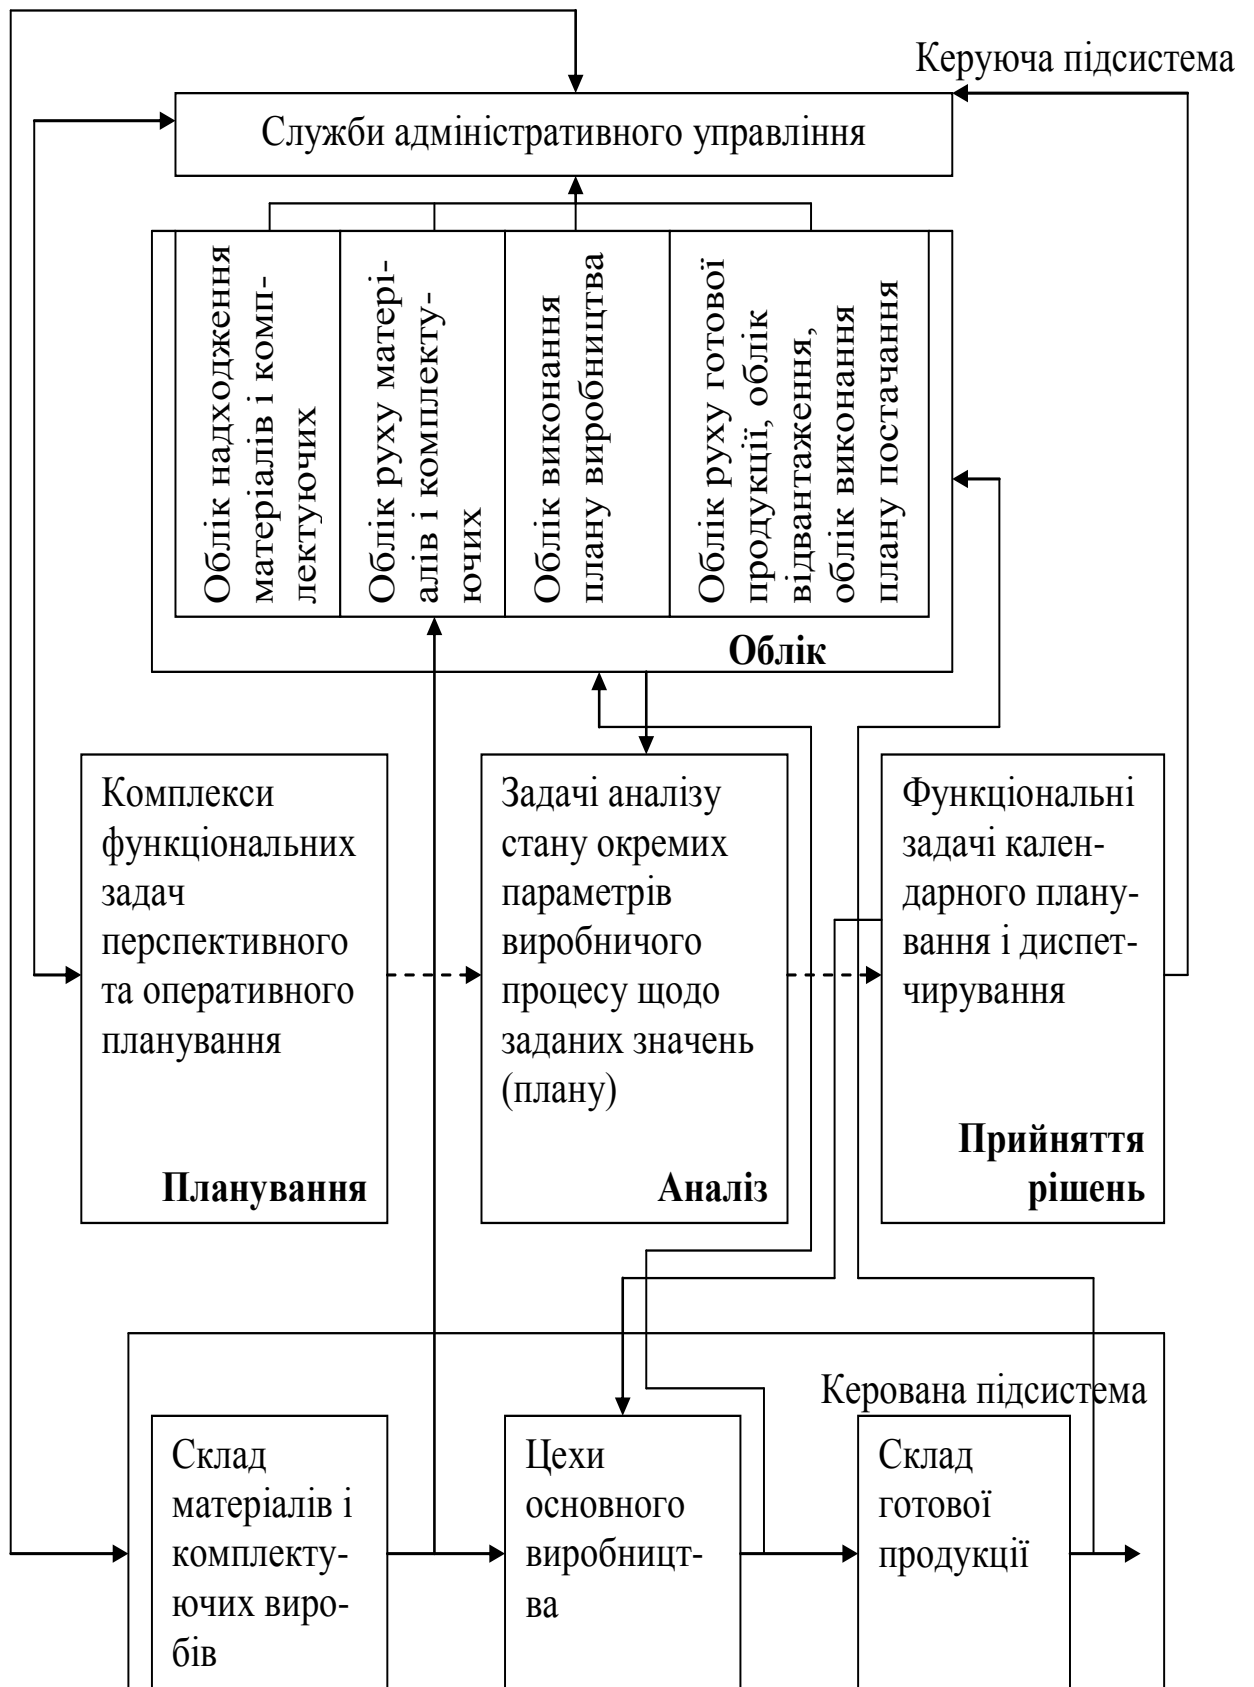 Керуюча підсистема
Служби адміністративного управління
Облік надходження
матеріалів і комп-
лектуючих
Облік руху матері-
алів і комплекту-
ючих
Облік виконання
плану виробництва
Облік руху готової
продукції, облік
відвантаження,
облік виконання
плану постачання
Облік
Комплекси
функціональних
задач
перспективного
та оперативного
планування
Планування
Задачі аналізу
стану окремих
параметрів
виробничого
процесу щодо
заданих значень
(плану)
Аналіз
Функціональні
задачі кален-
дарного плану-
вання і диспет-
чирування
Прийняття
рішень
Керована підсистема
Склад
матеріалів і
комплекту-
ючих виро-
бів
Цехи
основного
виробницт-
ва
Склад
готової
продукції